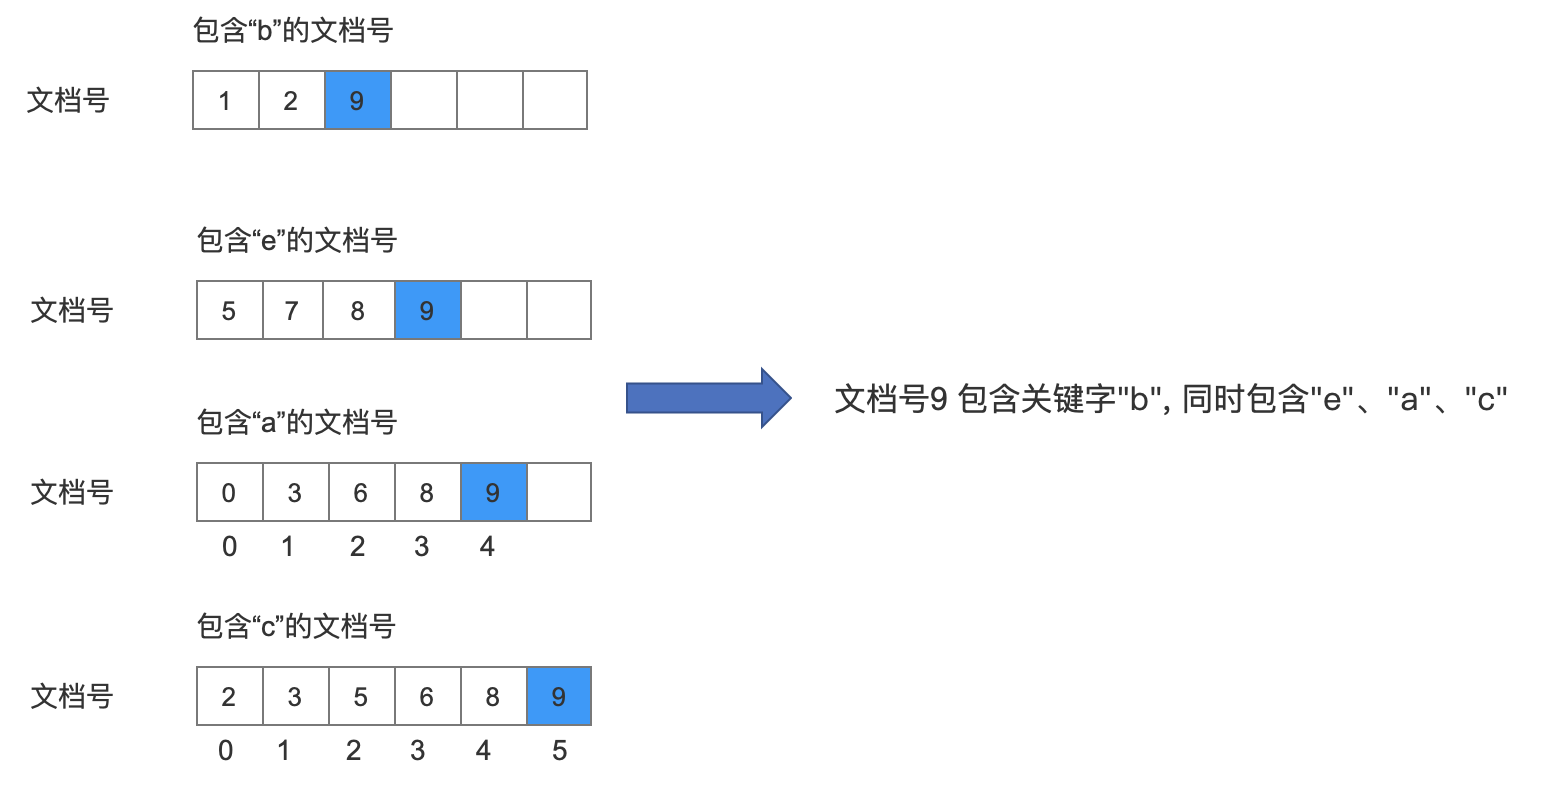 包含“b”的文档号
文档号 1 2 9
包含“e”的文档号
文档号 5 7 8 9
文档号9 包含关键字"b", 同时包含"e"、"a"、"c"
包含“a”的文档号
文档号 0 3 6 8 9
0 1 2 3 4
包含“c”的文档号
文档号 2 3 5 6 8 9
0 1 2 3 4 5